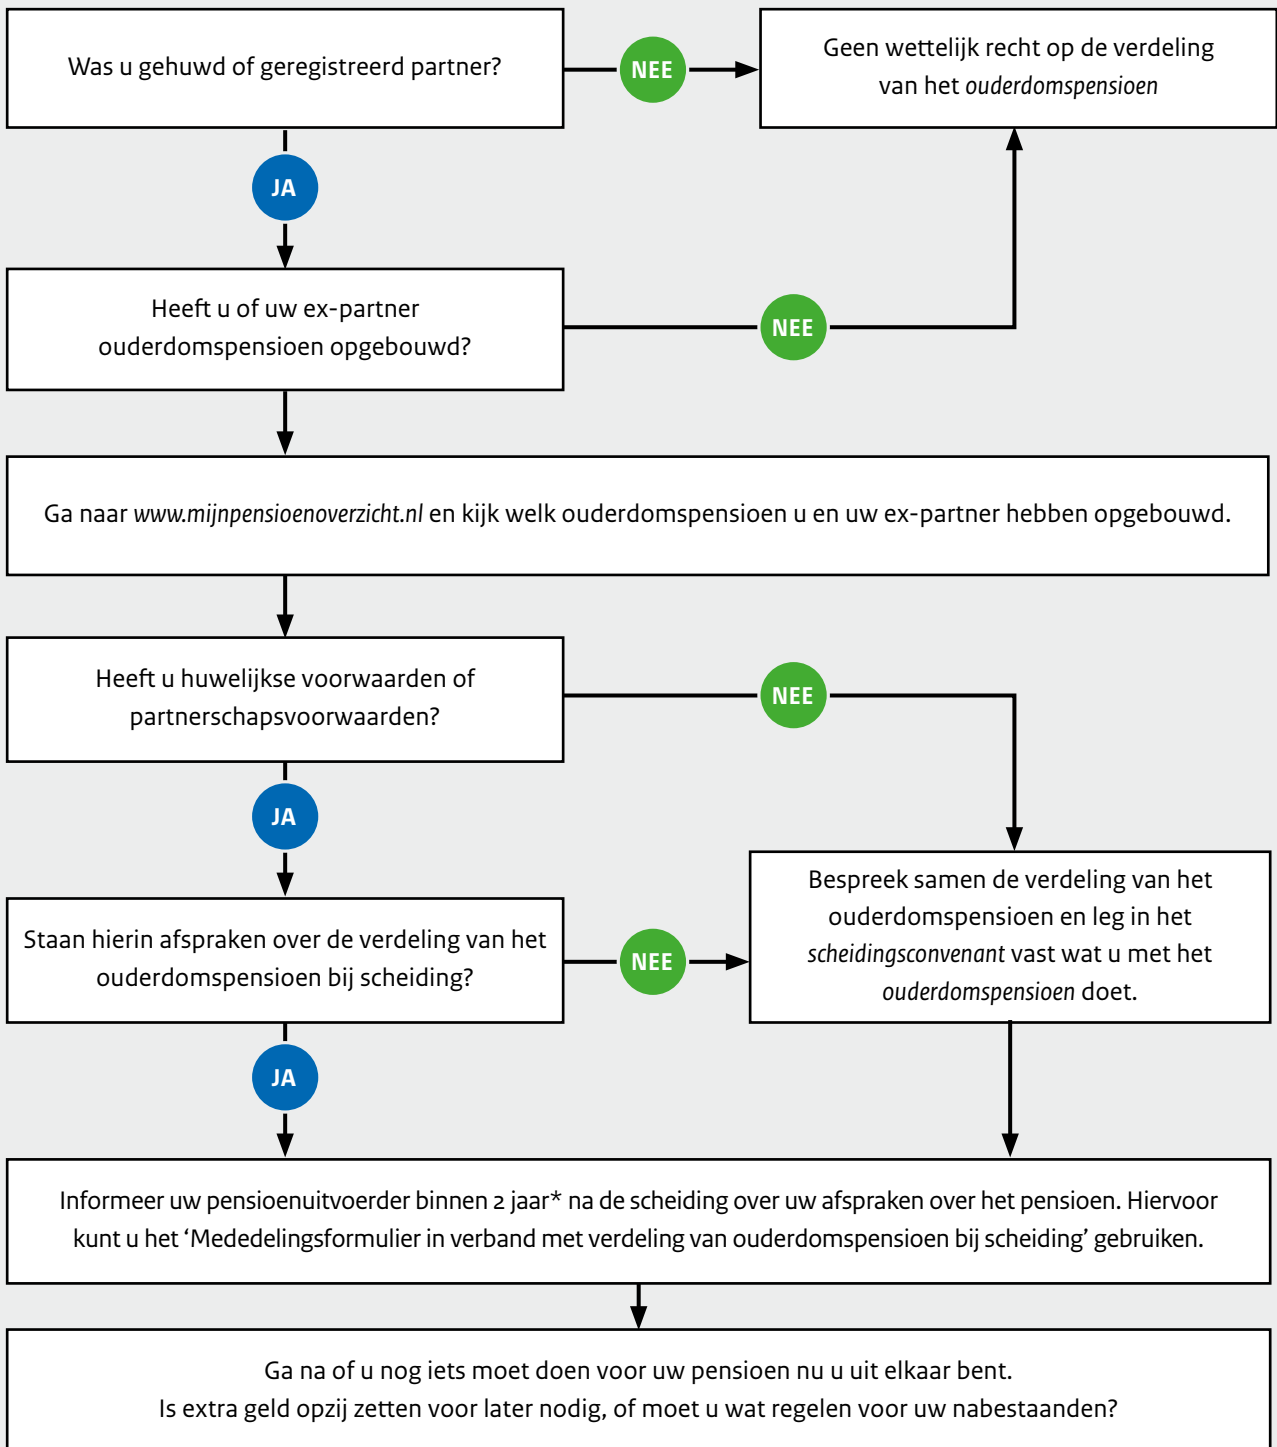 Was u gehuwd of geregistreerd partner?
NEE
Geen wettelijk recht op de verdeling
van het ouderdomspensioen
JA
Heeft u of uw ex-partner
ouderdomspensioen opgebouwd?
NEE
Ga naar www.mijnpensioenoverzicht.nl en kijk welk ouderdomspensioen u en uw ex-partner hebben opgebouwd.
Heeft u huwelijkse voorwaarden of
partnerschapsvoorwaarden?
NEE
JA
Staan hierin afspraken over de verdeling van het
ouderdomspensioen bij scheiding?
NEE
Bespreek samen de verdeling van het
ouderdomspensioen en leg in het
scheidingsconvenant vast wat u met het
ouderdomspensioen doet.
JA
Informeer uw pensioenuitvoerder binnen 2 jaar* na de scheiding over uw afspraken over het pensioen. Hiervoor
kunt u het ‘Mededelingsformulier in verband met verdeling van ouderdomspensioen bij scheiding’ gebruiken.
Ga na of u nog iets moet doen voor uw pensioen nu u uit elkaar bent.
Is extra geld opzij zetten voor later nodig, of moet u wat regelen voor uw nabestaanden?